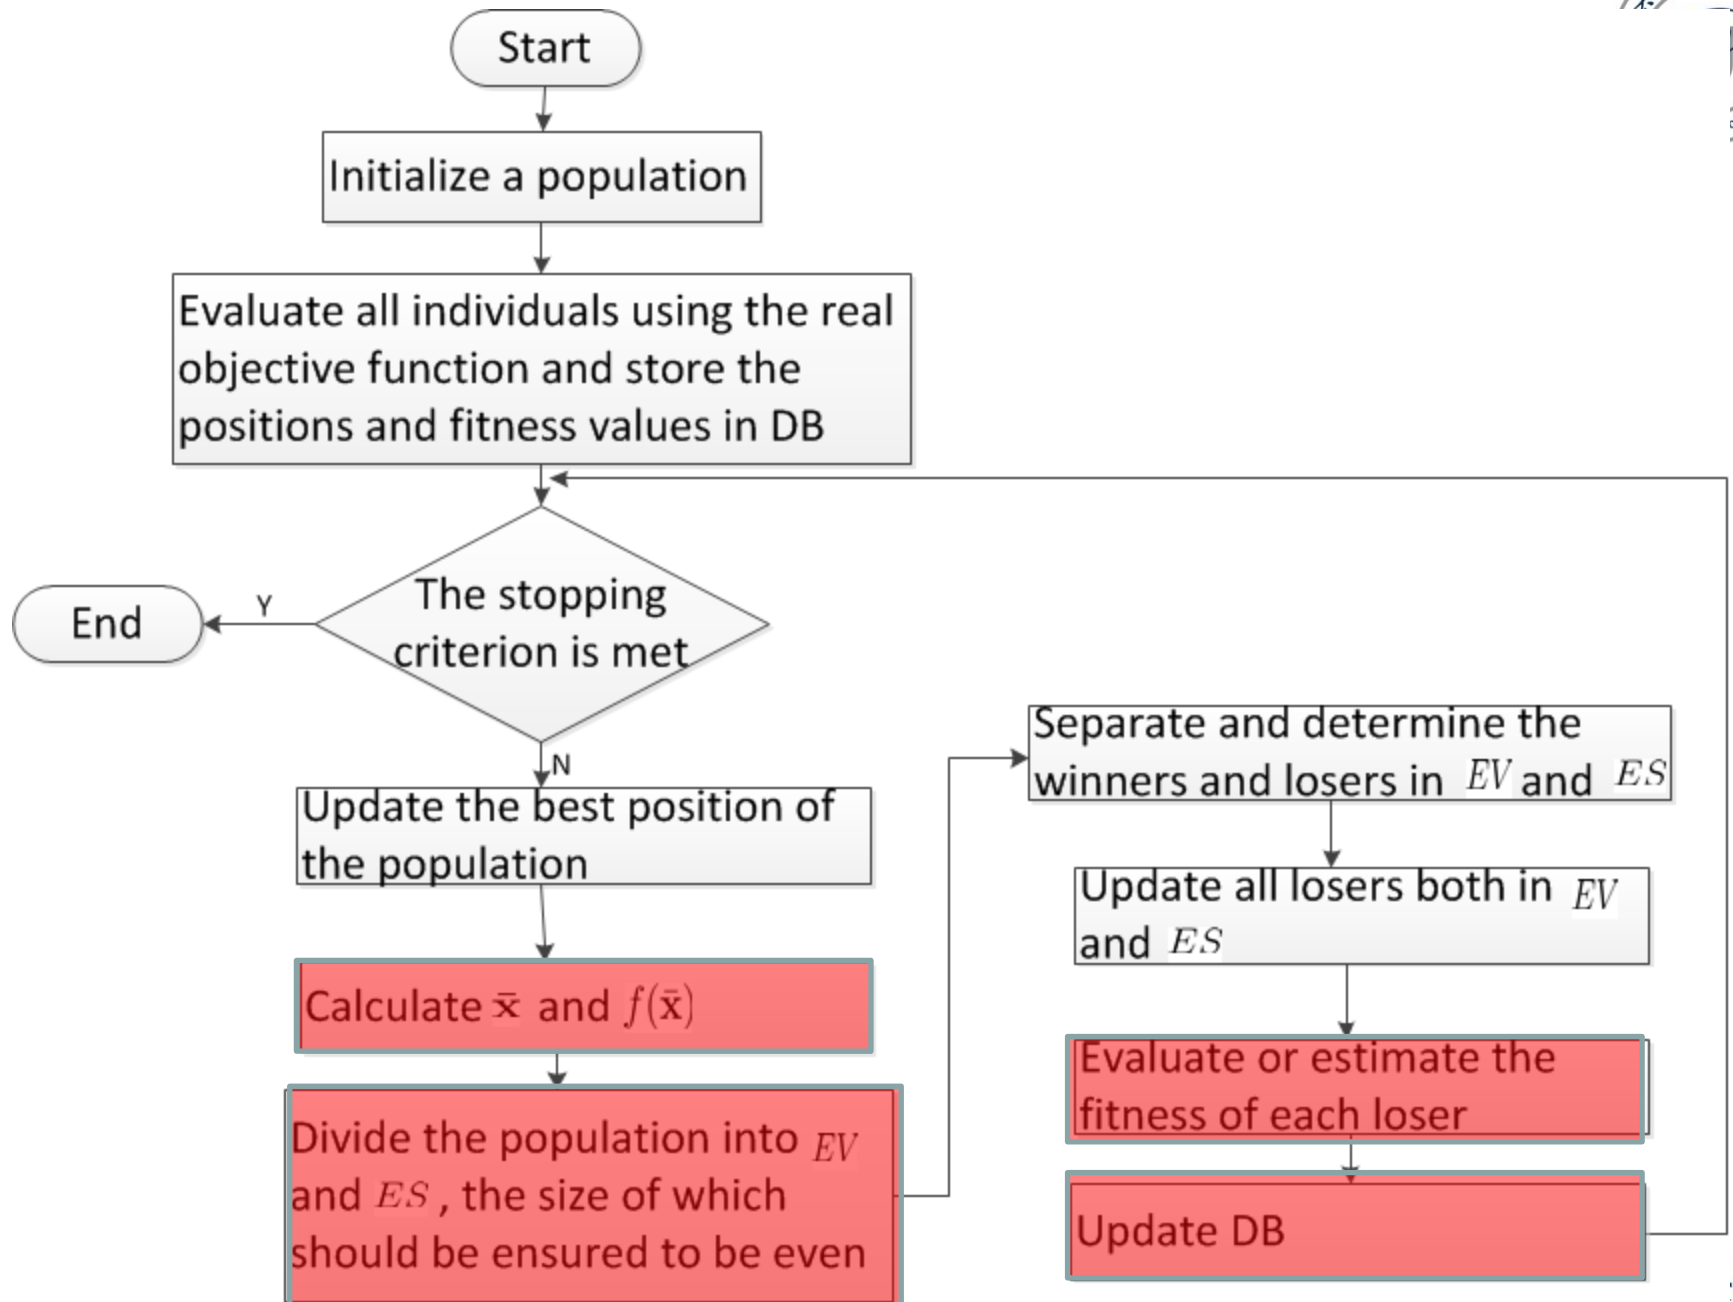 Start
Initialize a population
Evaluate all individuals using the real
objective function and store the
positions and fitness values in DB
The stopping
criterion is met
Y
End
N
Update the best position of
the population
Calculate x̄ and f(x̄)
Divide the population into EV
and ES , the size of which
should be ensured to be even
Separate and determine the
winners and losers in EV and ES
Update all losers both in EV
and ES
Evaluate or estimate the
fitness of each loser
Update DB